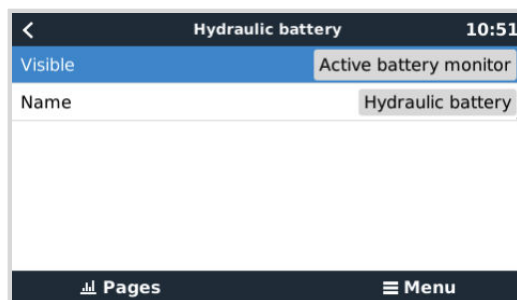 Hydraulic battery 10:51
Visible Active battery monitor
Name Hydraulic battery
Pages Menu